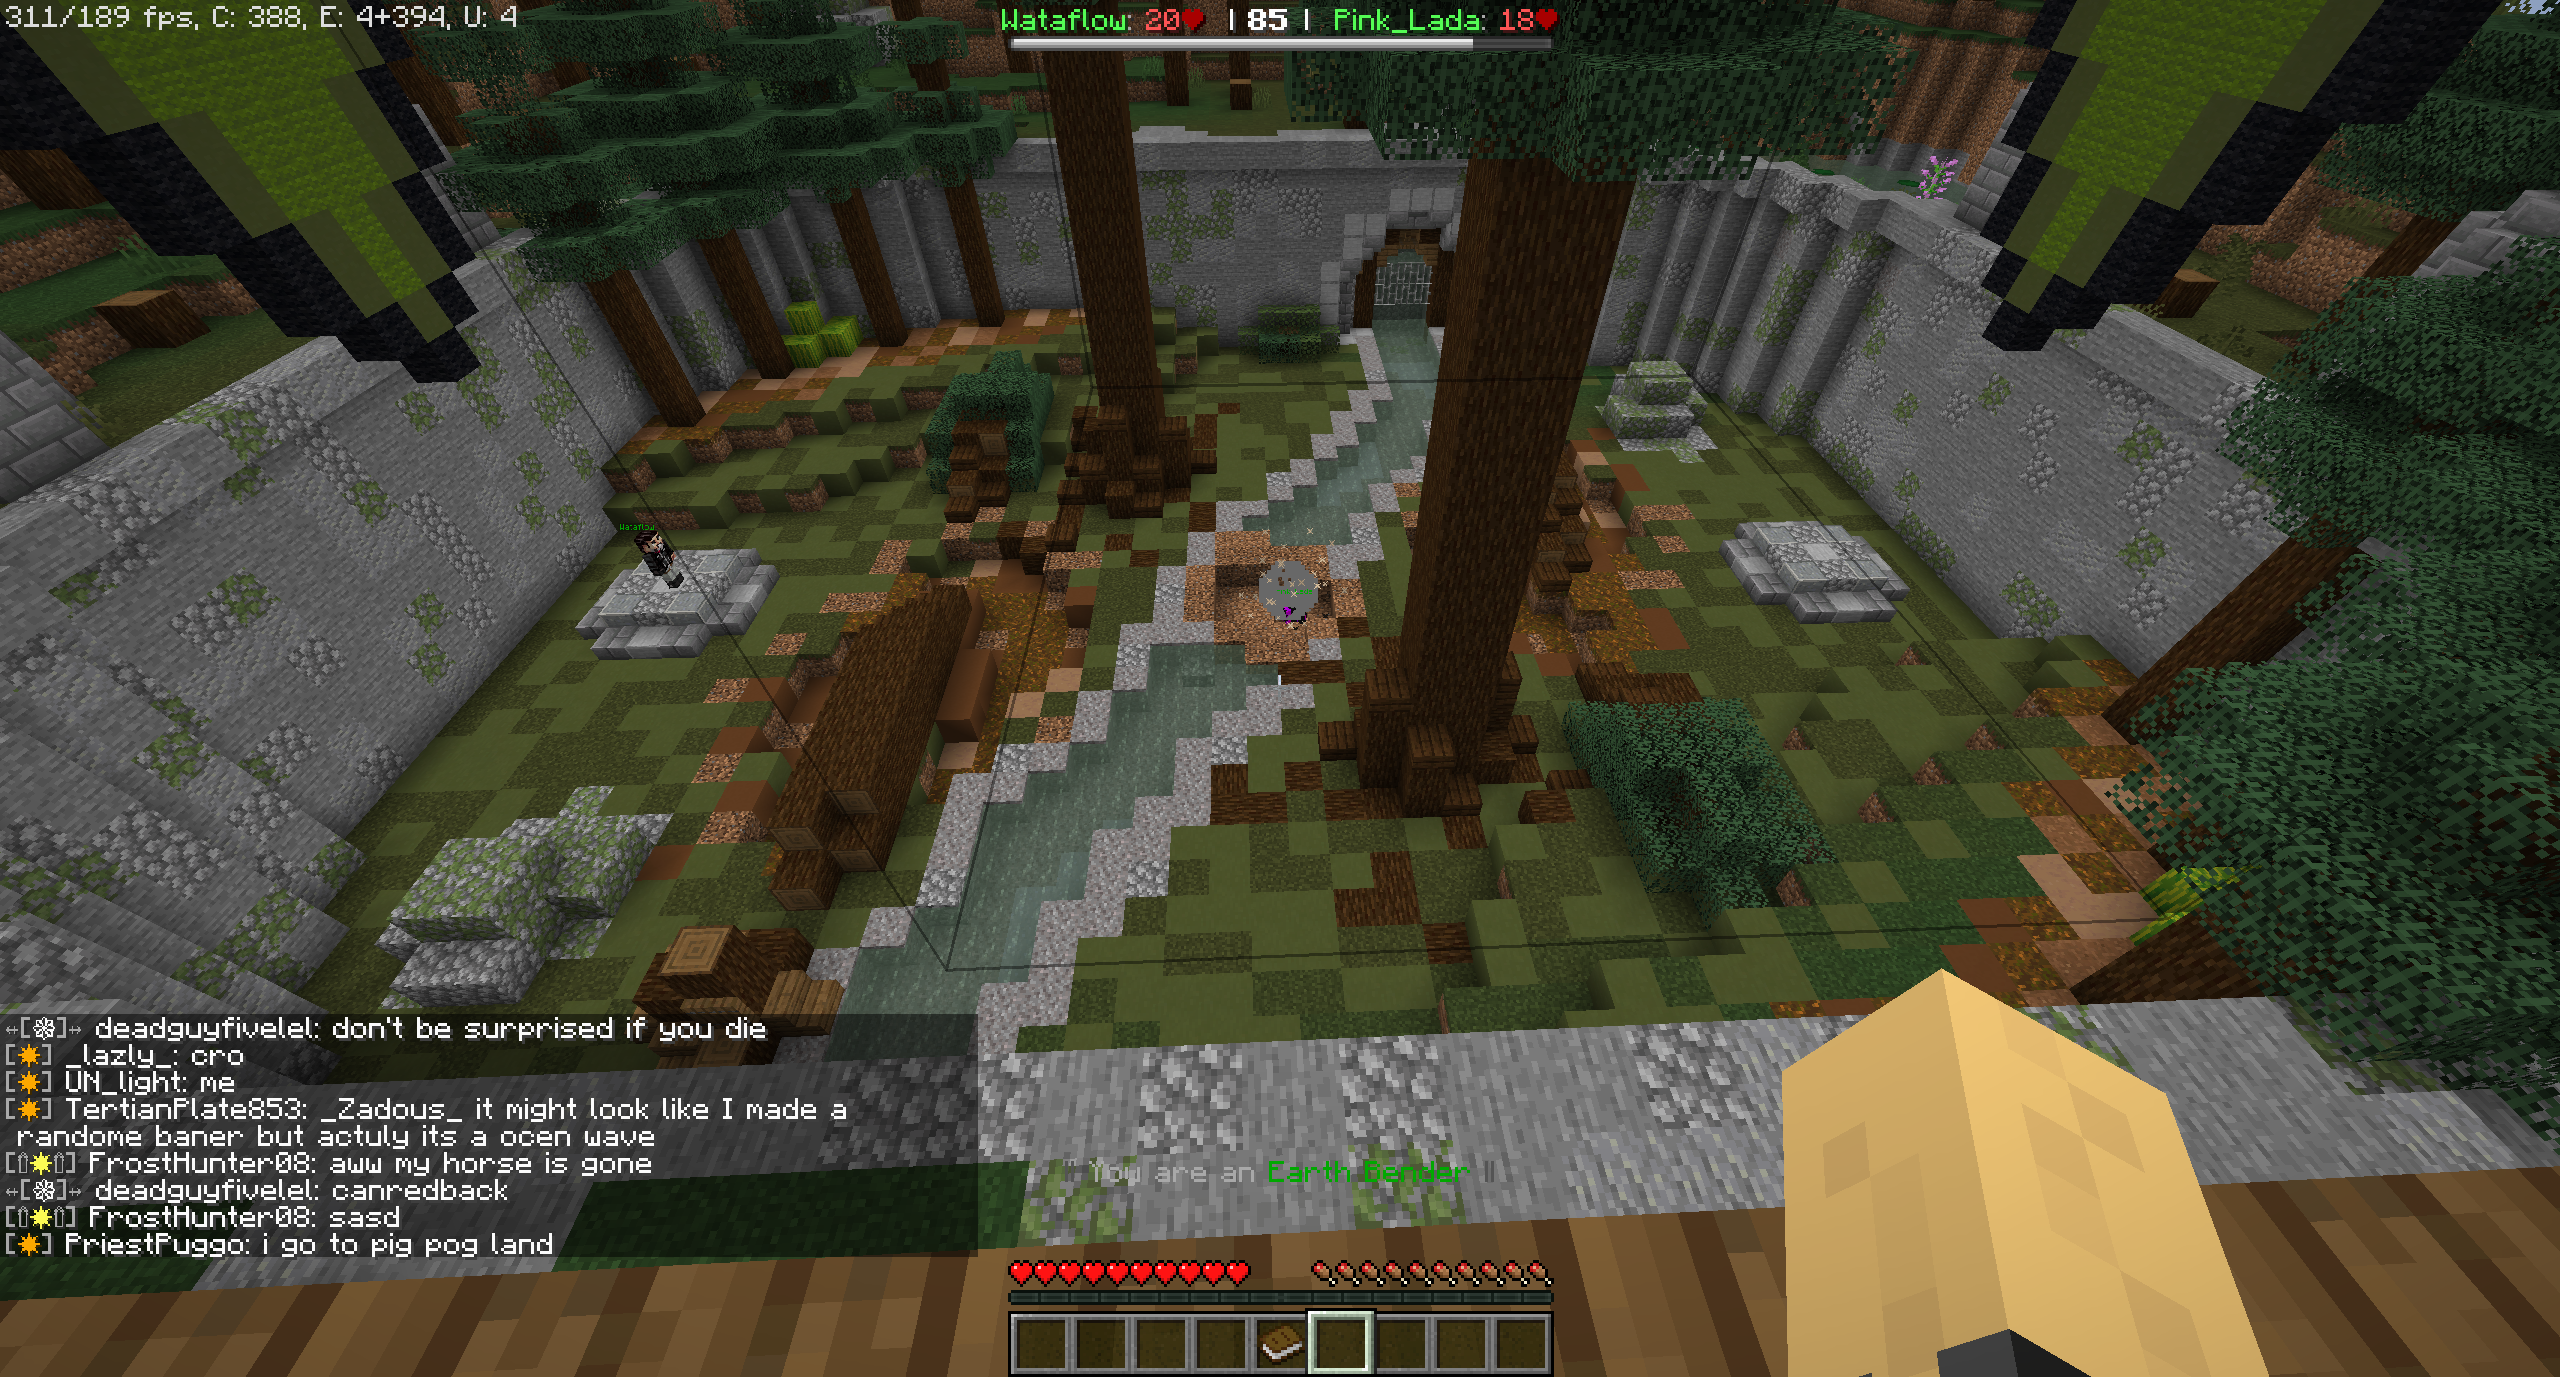 311/189 fps, C: 388, E: 4+394, U: 4
Wataflow: 20❤ | 85 | Pink_Lada: 18❤
Wataflow
←[❂]→ deadguyfivelel: don't be surprised if you die
[☀] _lazly_: cro
[☀] UN_light: me
[☀] TertianPlate853: _Zadous_ it might look like I made a
randome baner but actuly its a ocen wave
[⇧☀⇧] FrostHunter08: aww my horse is gone
←[❂]→ deadguyfivelel: canredback
[⇧☀⇧] FrostHunter08: sasd
[☀] PriestPuggo: i go to pig pog land
" You are an Earth Bender "